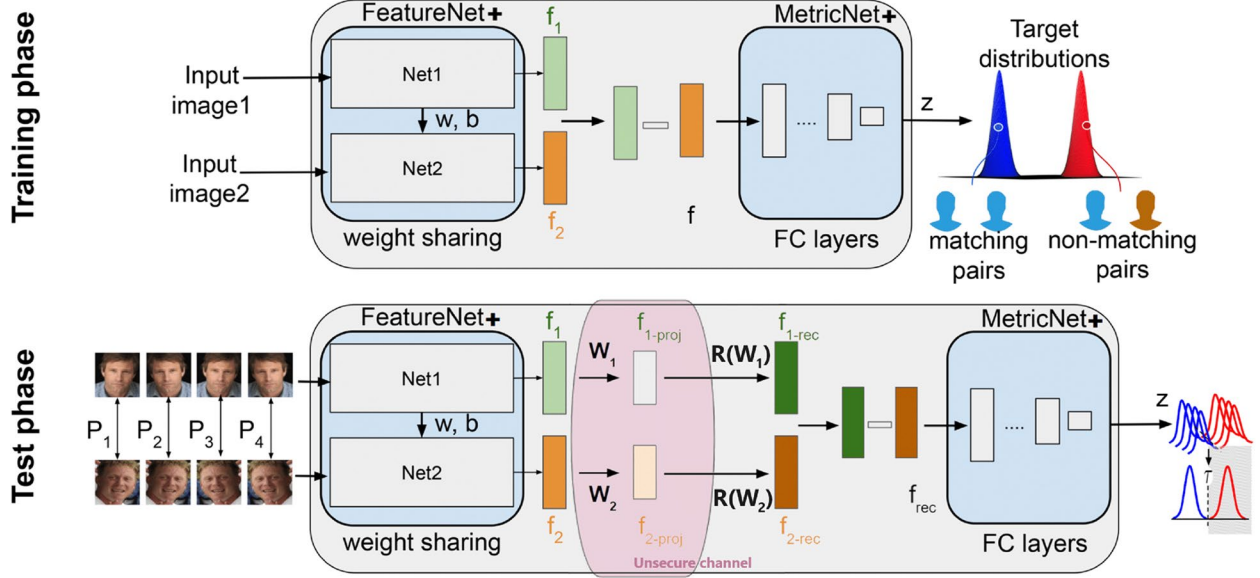 Training phase
FeatureNet+
MetricNet+
Input
image1
Input
image2
Net1
w, b
Net2
weight sharing
f1
f2
f
....
FC layers
z
Target
distributions
matching
pairs
non-matching
pairs
Test phase
FeatureNet+
MetricNet+
P1 P2 P3 P4
Net1
w, b
Net2
weight sharing
f1
f2
W1
W2
f1-proj
f2-proj
Unsecure channel
R(W1)
R(W2)
f1-rec
f2-rec
frec
....
FC layers
z
τ